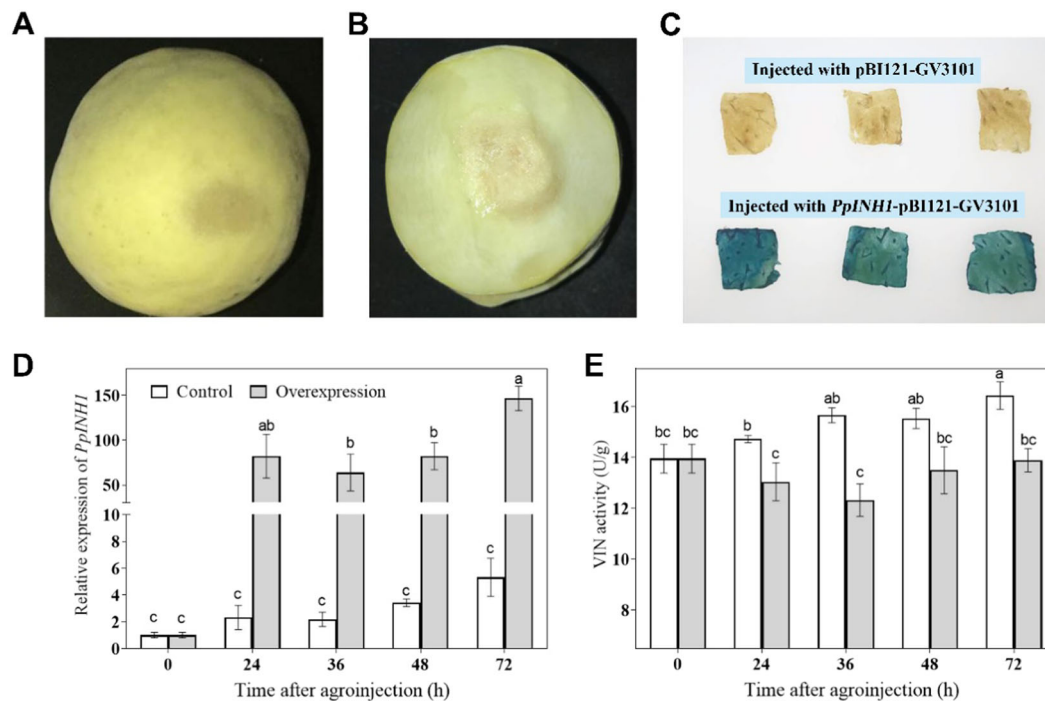 A
B
C
Injected with pBI121-GV3101
Injected with PpINH1-pBI121-GV3101
D
Control
Overexpression
Relative expression of PpINH1
150
100
50
10
8
6
4
2
0
c c c ab c b c b c a
0 24 36 48 72
Time after agroinjection (h)
E
VIN activity (U/g)
16
14
12
10
8
bc bc b c ab c ab bc a bc
0 24 36 48 72
Time after agroinjection (h)